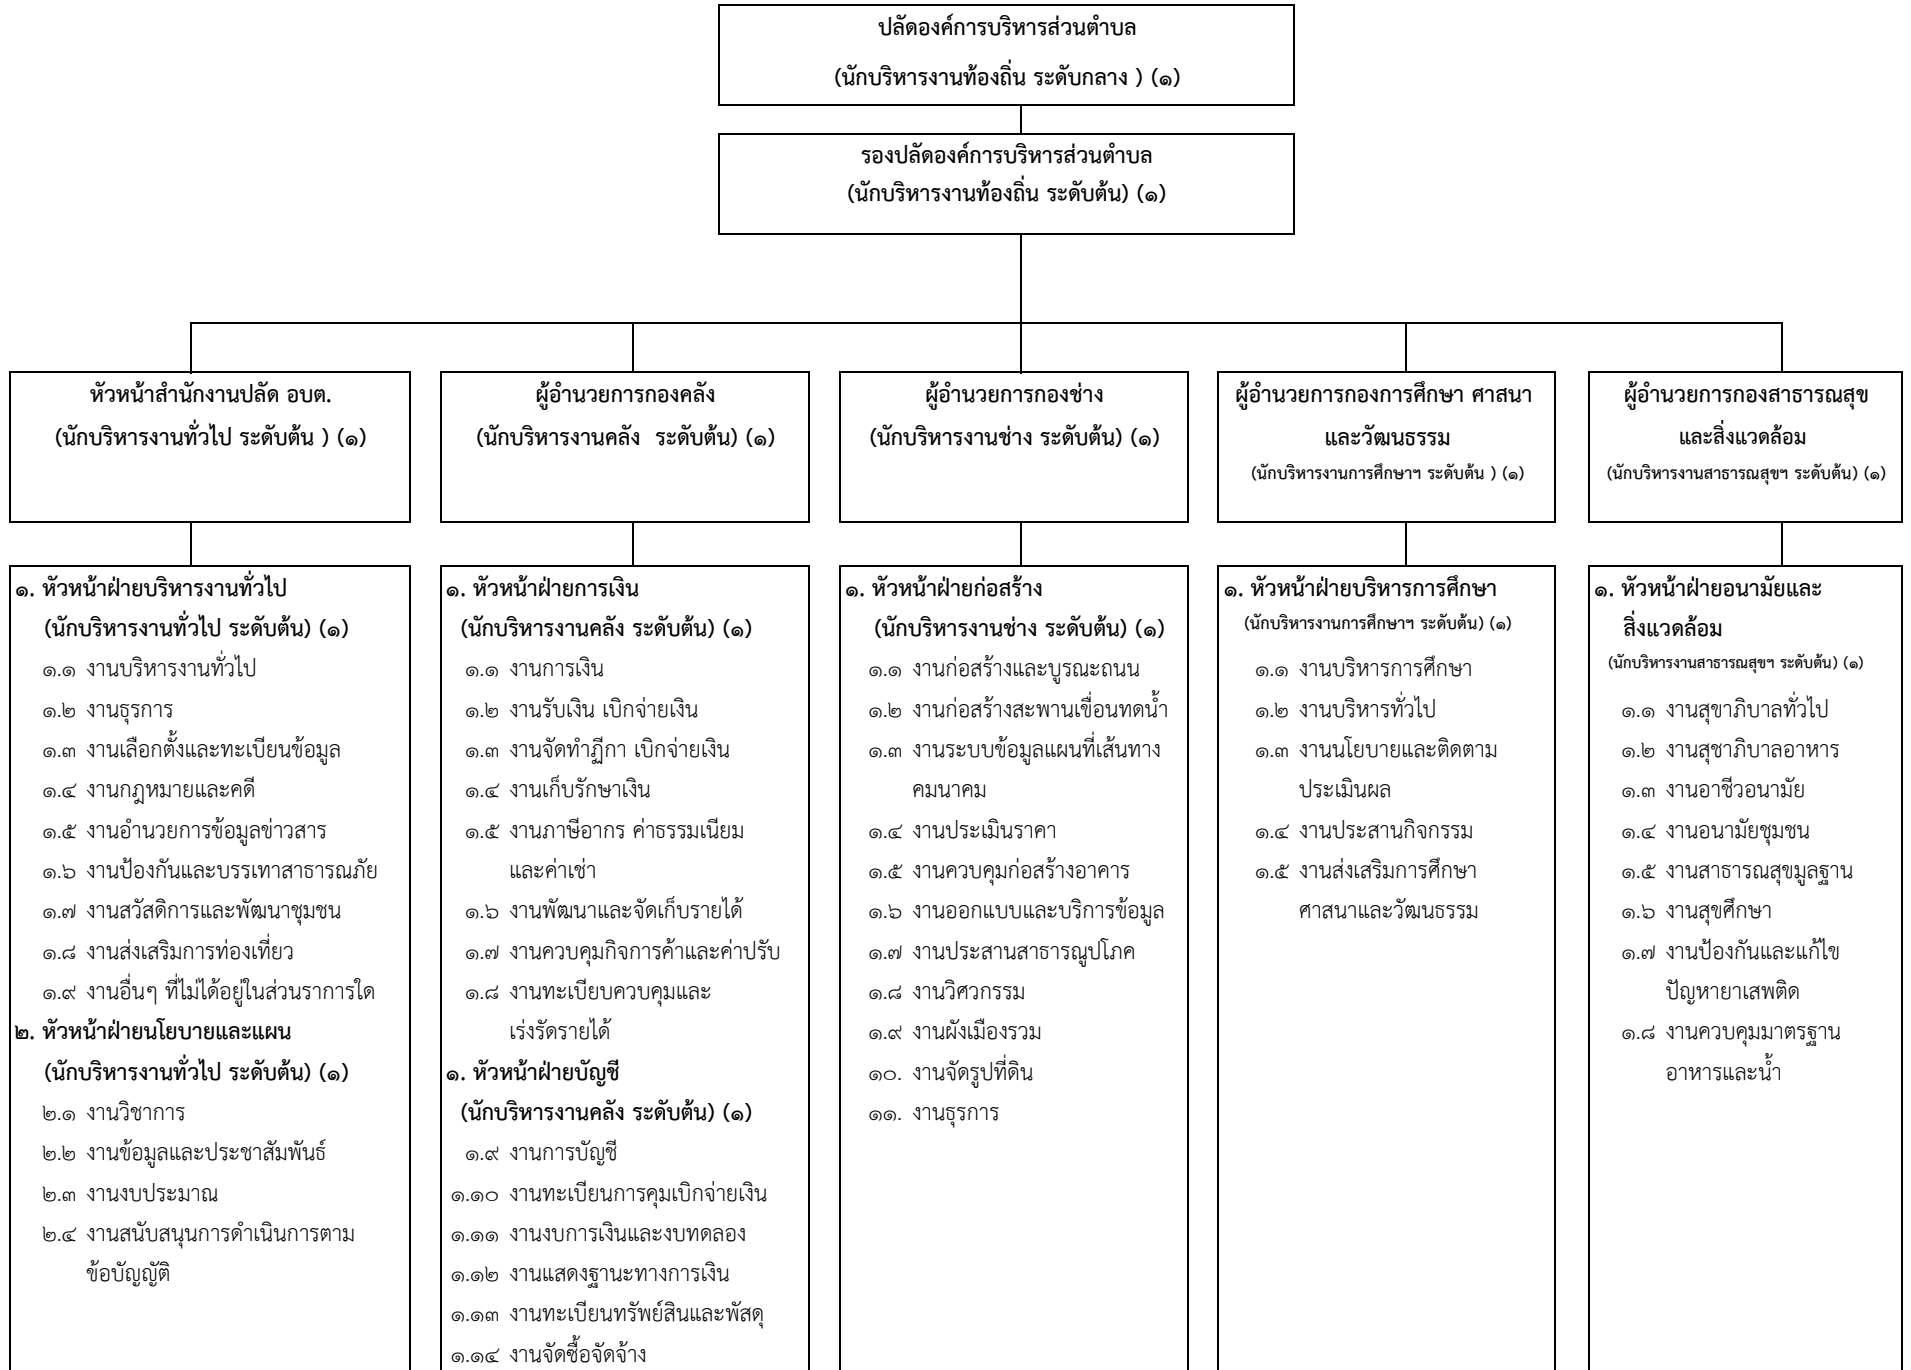 ปลัดองค์การบริหารส่วนตำบล
(นักบริหารงานท้องถิ่น ระดับกลาง ) (๑)
รองปลัดองค์การบริหารส่วนตำบล
(นักบริหารงานท้องถิ่น ระดับต้น) (๑)
หัวหน้าสำนักงานปลัด อบต.
(นักบริหารงานทั่วไป ระดับต้น ) (๑)
ผู้อำนวยการกองคลัง
(นักบริหารงานคลัง  ระดับต้น) (๑)
ผู้อำนวยการกองช่าง
(นักบริหารงานช่าง ระดับต้น) (๑)
ผู้อำนวยการกองการศึกษา ศาสนา
และวัฒนธรรม
(นักบริหารงานการศึกษาฯ ระดับต้น ) (๑)
ผู้อำนวยการกองสาธารณสุข
และสิ่งแวดล้อม
(นักบริหารงานสาธารณสุขฯ ระดับต้น) (๑)
๑. หัวหน้าฝ่ายบริหารงานทั่วไป
(นักบริหารงานทั่วไป ระดับต้น) (๑)
๑.๑ งานบริหารงานทั่วไป
๑.๒ งานธุรการ
๑.๓ งานเลือกตั้งและทะเบียนข้อมูล
๑.๔ งานกฎหมายและคดี
๑.๕ งานอำนวยการข้อมูลข่าวสาร
๑.๖ งานป้องกันและบรรเทาสาธารณภัย
๑.๗ งานสวัสดิการและพัฒนาชุมชน
๑.๘ งานส่งเสริมการท่องเที่ยว
๑.๙ งานอื่นๆ ที่ไม่ได้อยู่ในส่วนราการใด
๒. หัวหน้าฝ่ายนโยบายและแผน
(นักบริหารงานทั่วไป ระดับต้น) (๑)
๒.๑ งานวิชาการ
๒.๒ งานข้อมูลและประชาสัมพันธ์
๒.๓ งานงบประมาณ
๒.๔ งานสนับสนุนการดำเนินการตาม
ข้อบัญญัติ
๑. หัวหน้าฝ่ายการเงิน
(นักบริหารงานคลัง ระดับต้น) (๑)
๑.๑ งานการเงิน
๑.๒ งานรับเงิน เบิกจ่ายเงิน
๑.๓ งานจัดทำฎีกา เบิกจ่ายเงิน
๑.๔ งานเก็บรักษาเงิน
๑.๕ งานภาษีอากร ค่าธรรมเนียม
และค่าเช่า
๑.๖ งานพัฒนาและจัดเก็บรายได้
๑.๗ งานควบคุมกิจการค้าและค่าปรับ
๑.๘ งานทะเบียบควบคุมและ
เร่งรัดรายได้
๑. หัวหน้าฝ่ายบัญชี
(นักบริหารงานคลัง ระดับต้น) (๑)
๑.๙ งานการบัญชี
๑.๑๐ งานทะเบียนการคุมเบิกจ่ายเงิน
๑.๑๑ งานงบการเงินและงบทดลอง
๑.๑๒ งานแสดงฐานะทางการเงิน
๑.๑๓ งานทะเบียนทรัพย์สินและพัสดุ
๑.๑๔ งานจัดซื้อจัดจ้าง
๑. หัวหน้าฝ่ายก่อสร้าง
(นักบริหารงานช่าง ระดับต้น) (๑)
๑.๑ งานก่อสร้างและบูรณะถนน
๑.๒ งานก่อสร้างสะพานเขื่อนทดน้ำ
๑.๓ งานระบบข้อมูลแผนที่เส้นทาง
คมนาคม
๑.๔ งานประเมินราคา
๑.๕ งานควบคุมก่อสร้างอาคาร
๑.๖ งานออกแบบและบริการข้อมูล
๑.๗ งานประสานสาธารณูปโภค
๑.๘ งานวิศวกรรม
๑.๙ งานผังเมืองรวม
๑๐. งานจัดรูปที่ดิน
๑๑. งานธุรการ
๑. หัวหน้าฝ่ายบริหารการศึกษา
(นักบริหารงานการศึกษาฯ ระดับต้น) (๑)
๑.๑ งานบริหารการศึกษา
๑.๒ งานบริหารทั่วไป
๑.๓ งานนโยบายและติดตาม
ประเมินผล
๑.๔ งานประสานกิจกรรม
๑.๕ งานส่งเสริมการศึกษา
ศาสนาและวัฒนธรรม
๑. หัวหน้าฝ่ายอนามัยและ
สิ่งแวดล้อม
(นักบริหารงานสาธารณสุขฯ ระดับต้น) (๑)
๑.๑ งานสุขาภิบาลทั่วไป
๑.๒ งานสุชาภิบาลอาหาร
๑.๓ งานอาชีวอนามัย
๑.๔ งานอนามัยชุมชน
๑.๕ งานสาธารณสุขมูลฐาน
๑.๖ งานสุขศึกษา
๑.๗ งานป้องกันและแก้ไข
ปัญหายาเสพติด
๑.๘ งานควบคุมมาตรฐาน
อาหารและน้ำ